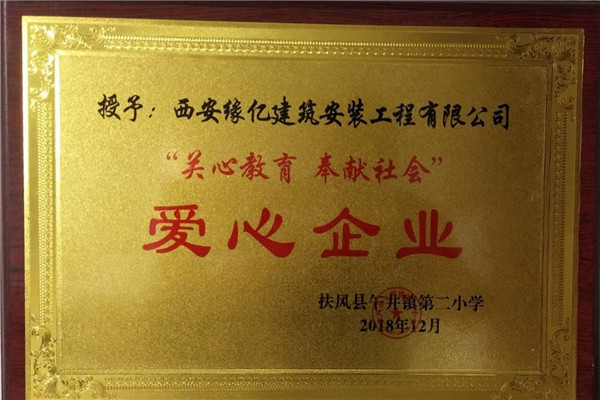 授予：西安缘亿建筑安装工程有限公司
“关心教育 奉献社会”
爱心企业
扶风县午井镇第二小学
2018年12月